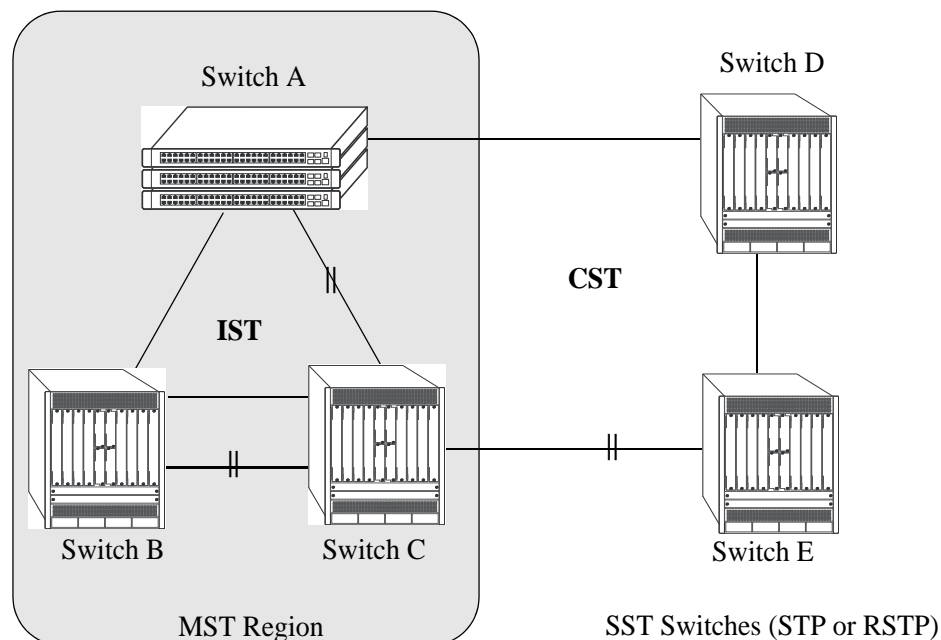 Switch A
Switch D
CST
IST
Switch B
Switch C
Switch E
MST Region
SST Switches (STP or RSTP)